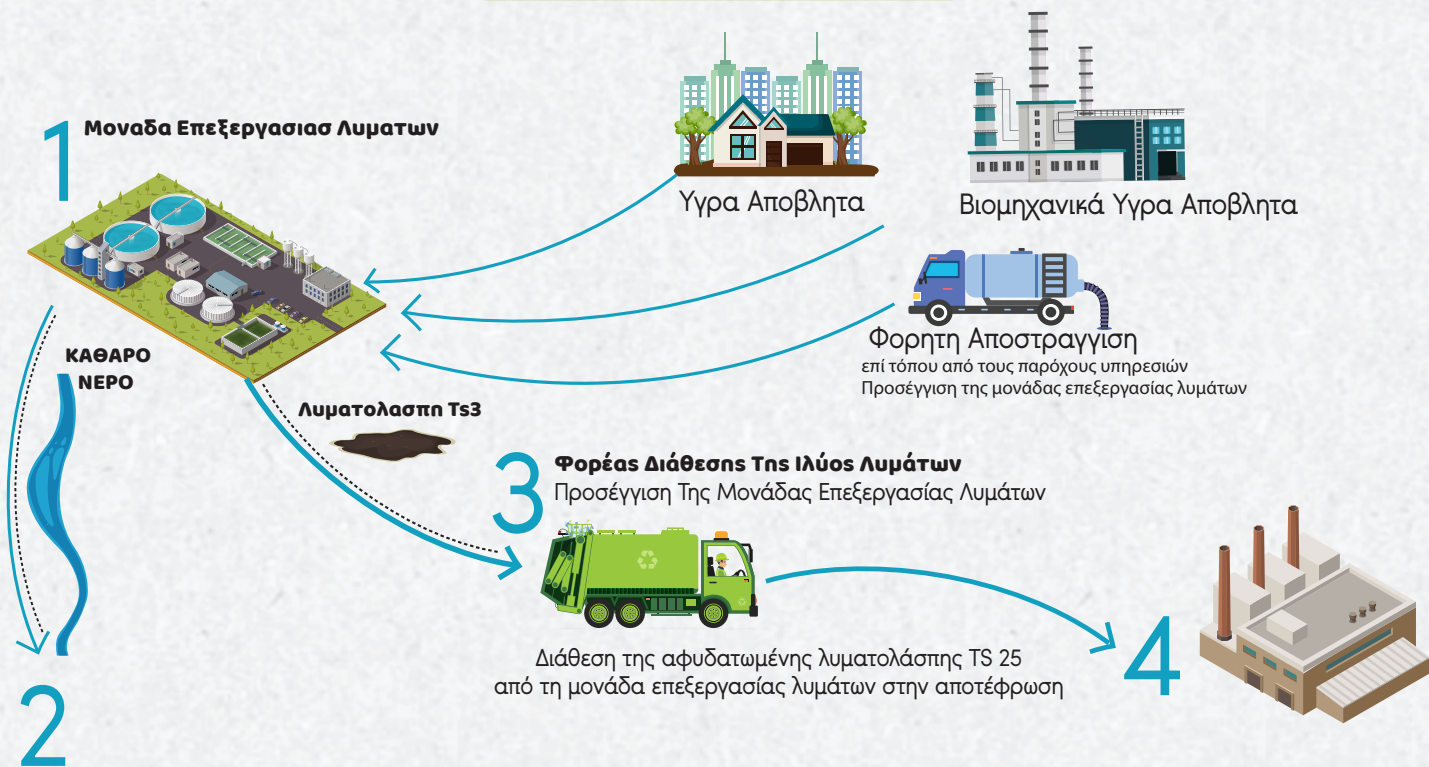 1
Μοναδα Επεξεργασιασ Λυματων
Υγρα Αποβλητα
Βιομηχανικά Υγρα Αποβλητα
Φορητη Αποστραγγιση
επί τόπου από τους παρόχους υπηρεσιών
Προσέγγιση της μονάδας επεξεργασίας λυμάτων
ΚΑΘΑΡΟ
ΝΕΡΟ
Λυματολασπη Ts3
2
3
Φορέας Διάθεσης Της Ιλύος Λυμάτων
Προσέγγιση Της Μονάδας Επεξεργασίας Λυμάτων
Διάθεση της αφυδατωμένης λυματολάσπης TS 25
από τη μονάδα επεξεργασίας λυμάτων στην αποτέφρωση
4